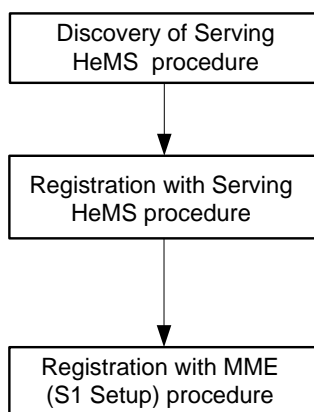 Discovery of Serving
HeMS procedure
Registration with Serving
HeMS procedure
Registration with MME
(S1 Setup) procedure